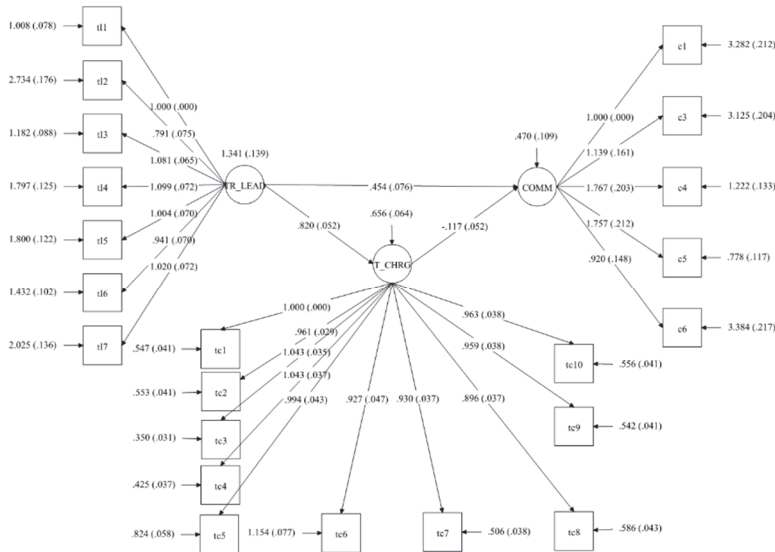 1.008 (.078)
tl1
2.734 (.176)
tl2
1.182 (.088)
tl3
1.797 (.125)
tl4
1.800 (.122)
tl5
1.432 (.102)
tl6
2.025 (.136)
tl7
1.000 (.000)
.791 (.075)
1.081 (.065)
1.099 (.072)
1.004 (.070)
.941 (.070)
1.020 (.072)
1.341 (.139)
TR_LEAD
.454 (.076)
.820 (.052)
.656 (.064)
T_CHRG
-.117 (.052)
.470 (.109)
COMM
1.000 (.000)
1.139 (.161)
1.767 (.203)
1.757 (.212)
.920 (.148)
c1
3.282 (.212)
c3
3.125 (.204)
c4
1.222 (.133)
c5
.778 (.117)
c6
3.384 (.217)
1.000 (.000)
.961 (.029)
1.043 (.035)
1.043 (.037)
.994 (.043)
.927 (.047)
.930 (.037)
.896 (.037)
.959 (.038)
.963 (.038)
.547 (.041)
tc1
.553 (.041)
tc2
.350 (.031)
tc3
.425 (.037)
tc4
.824 (.058)
tc5
1.154 (.077)
tc6
tc7
.506 (.038)
tc8
.586 (.043)
tc9
.542 (.041)
tc10
.556 (.041)